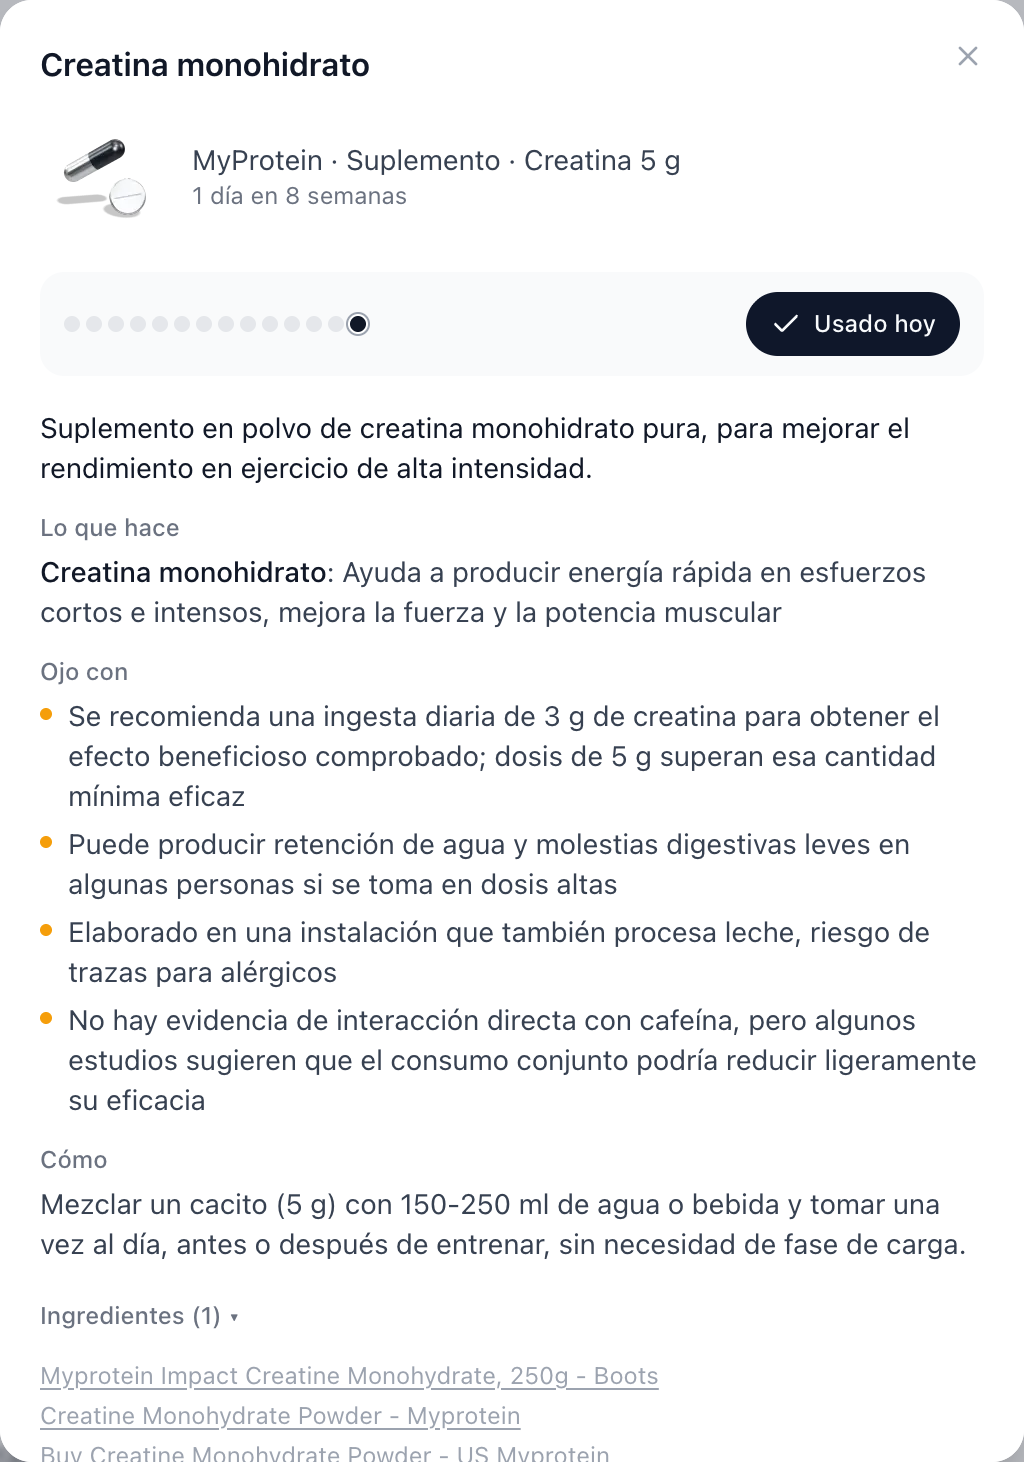 Creatina monohidrato
MyProtein · Suplemento · Creatina 5 g
1 día en 8 semanas
Usado hoy
Suplemento en polvo de creatina monohidrato pura, para mejorar el
rendimiento en ejercicio de alta intensidad.
Lo que hace
Creatina monohidrato: Ayuda a producir energía rápida en esfuerzos
cortos e intensos, mejora la fuerza y la potencia muscular
Ojo con
Se recomienda una ingesta diaria de 3 g de creatina para obtener el
efecto beneficioso comprobado; dosis de 5 g superan esa cantidad
mínima eficaz
Puede producir retención de agua y molestias digestivas leves en
algunas personas si se toma en dosis altas
Elaborado en una instalación que también procesa leche, riesgo de
trazas para alérgicos
No hay evidencia de interacción directa con cafeína, pero algunos
estudios sugieren que el consumo conjunto podría reducir ligeramente
su eficacia
Cómo
Mezclar un cacito (5 g) con 150-250 ml de agua o bebida y tomar una
vez al día, antes o después de entrenar, sin necesidad de fase de carga.
Ingredientes (1) ▾
Myprotein Impact Creatine Monohydrate, 250g - Boots
Creatine Monohydrate Powder - Myprotein
Buy Creatine Monohydrate Powder - US Myprotein